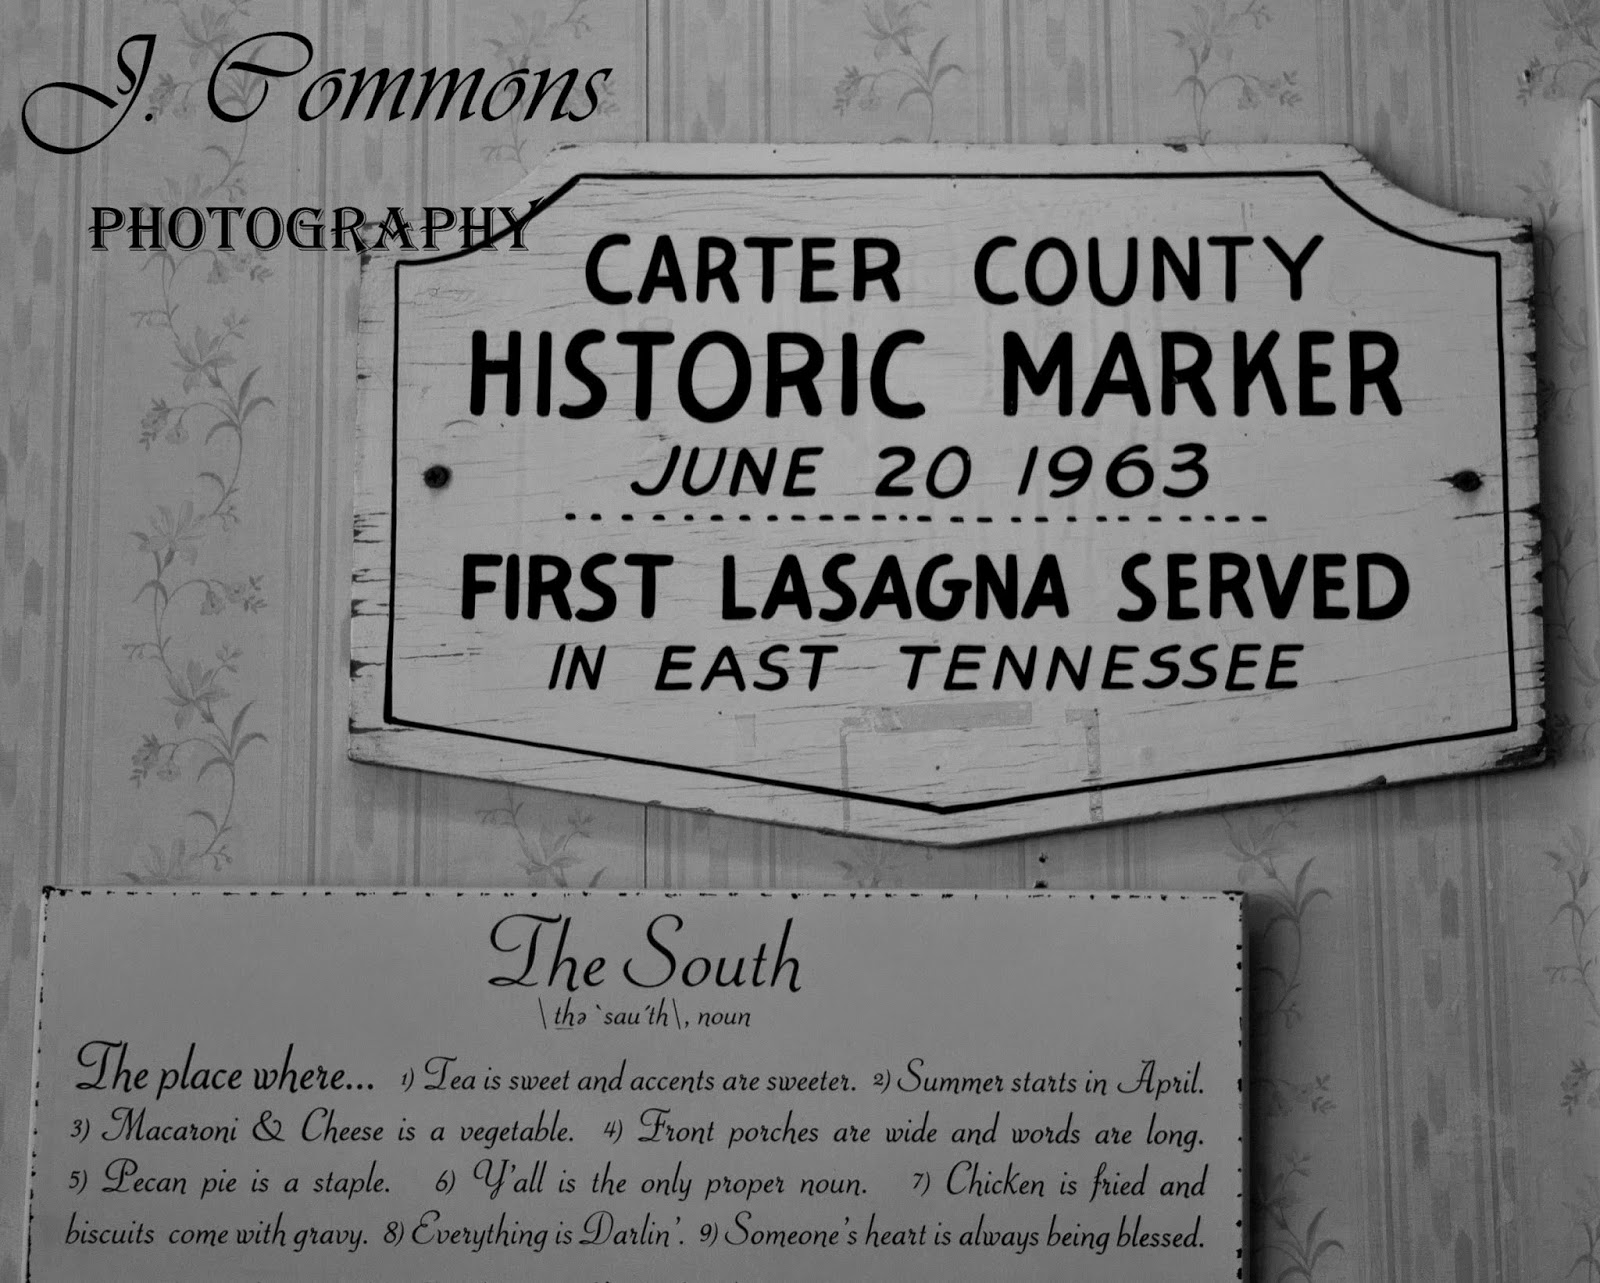 J. Commons
PHOTOGRAPHY
CARTER COUNTY
HISTORIC MARKER
JUNE 20 1963
FIRST LASAGNA SERVED
IN EAST TENNESSEE
The South
\ thə `sau´th\, noun
The place where... 1) Tea is sweet and accents are sweeter. 2) Summer starts in April.
3) Macaroni & Cheese is a vegetable. 4) Front porches are wide and words are long.
5) Pecan pie is a staple. 6) Y'all is the only proper noun. 7) Chicken is fried and
biscuits come with gravy. 8) Everything is Darlin'. 9) Someone's heart is always being blessed.